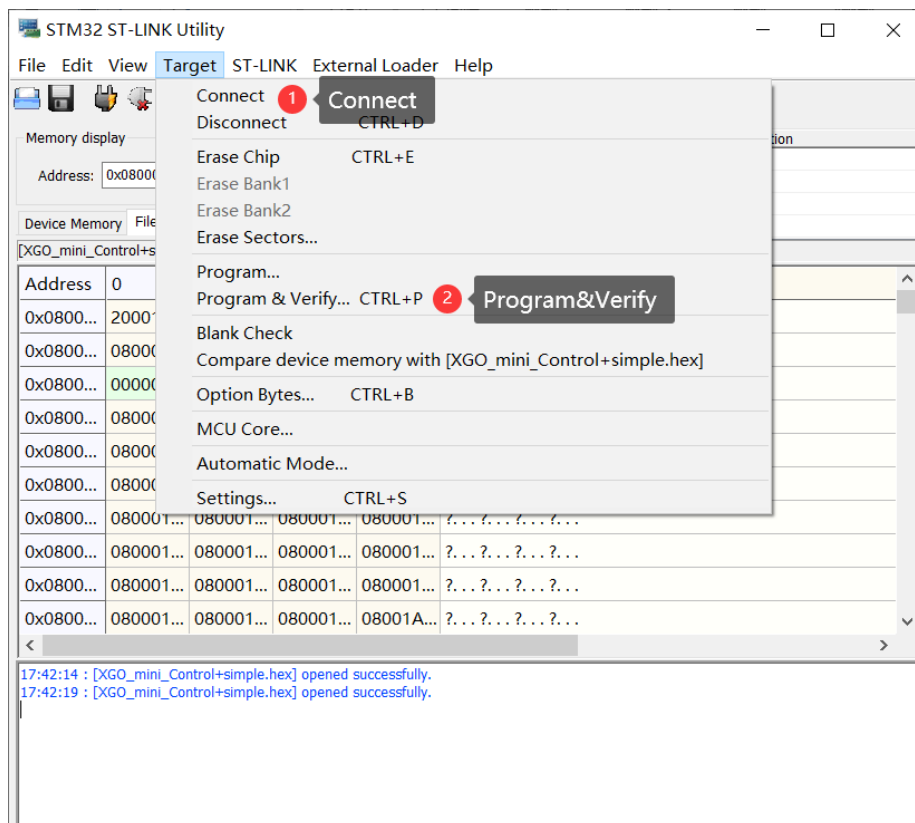 STM32 ST-LINK Utility
File Edit View Target ST-LINK External Loader Help
Connect 1 Connect
Disconnect CTRL+D
Memory display
Erase Chip CTRL+E
Address: 0x0800
Erase Bank1
Erase Bank2
Device Memory File
Erase Sectors...
[XGO_mini_Control+s
Program...
Address 0
Program & Verify... CTRL+P 2 Program&Verify
0x0800... 2000
Blank Check
0x0800... 0800
Compare device memory with [XGO_mini_Control+simple.hex]
0x0800... 0000
Option Bytes... CTRL+B
0x0800... 0800
MCU Core...
0x0800... 0800
Automatic Mode...
0x0800... 0800
Settings... CTRL+S
0x0800... 080001... 080001... 080001... 080001... ?...?...?...?...
0x0800... 080001... 080001... 080001... 080001... ?...?...?...?...
0x0800... 080001... 080001... 080001... 080001... ?...?...?...?...
0x0800... 080001... 080001... 080001... 08001A... ?...?...?...?...
17:42:14 : [XGO_mini_Control+simple.hex] opened successfully.
17:42:19 : [XGO_mini_Control+simple.hex] opened successfully.